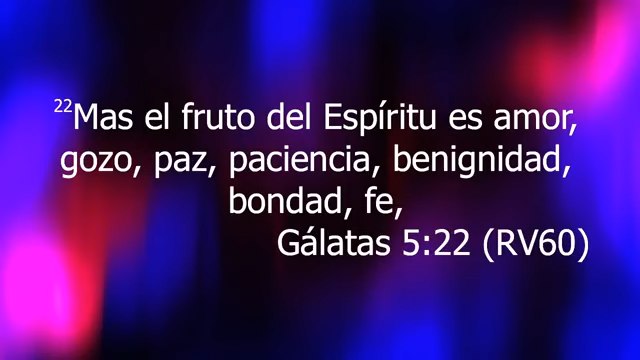 ²²Mas el fruto del Espíritu es amor,
gozo, paz, paciencia, benignidad,
bondad, fe,
Gálatas 5:22 (RV60)